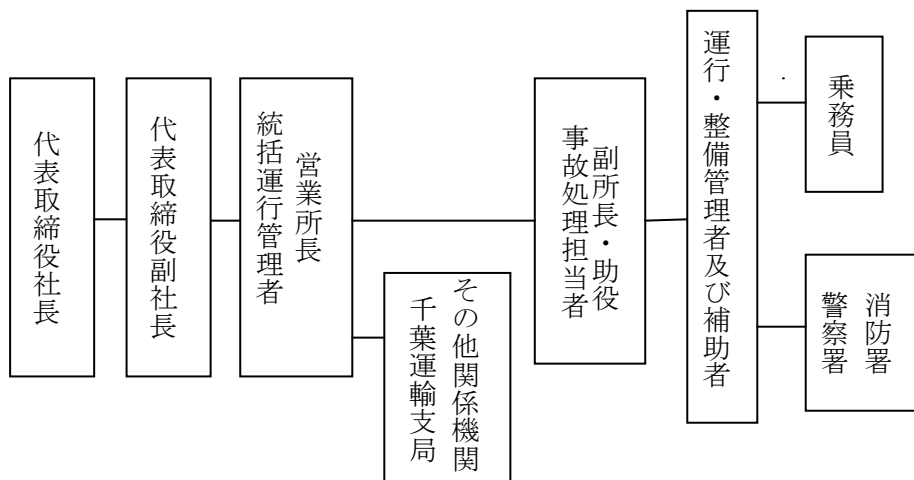 代表取締役社長
代表取締役副社長
営業所長
統括運行管理者
その他関係機関
千葉運輸支局
副所長・助役
事故処理担当者
運行・整備管理者及び補助者
乗務員
消防署
警察署